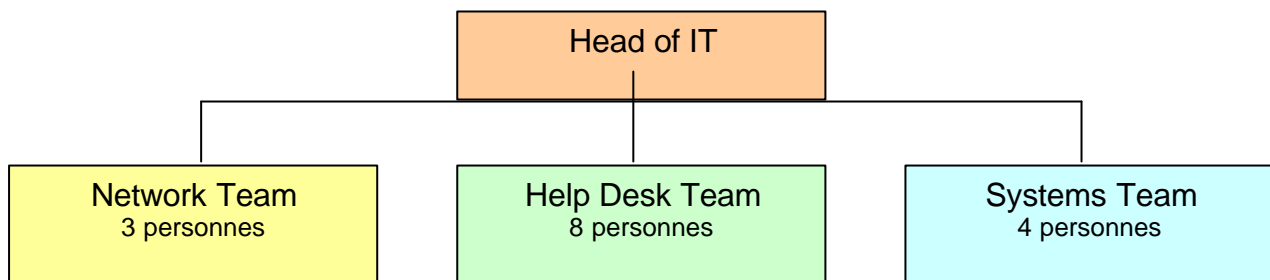 Head of IT
Network Team
3 personnes
Help Desk Team
8 personnes
Systems Team
4 personnes